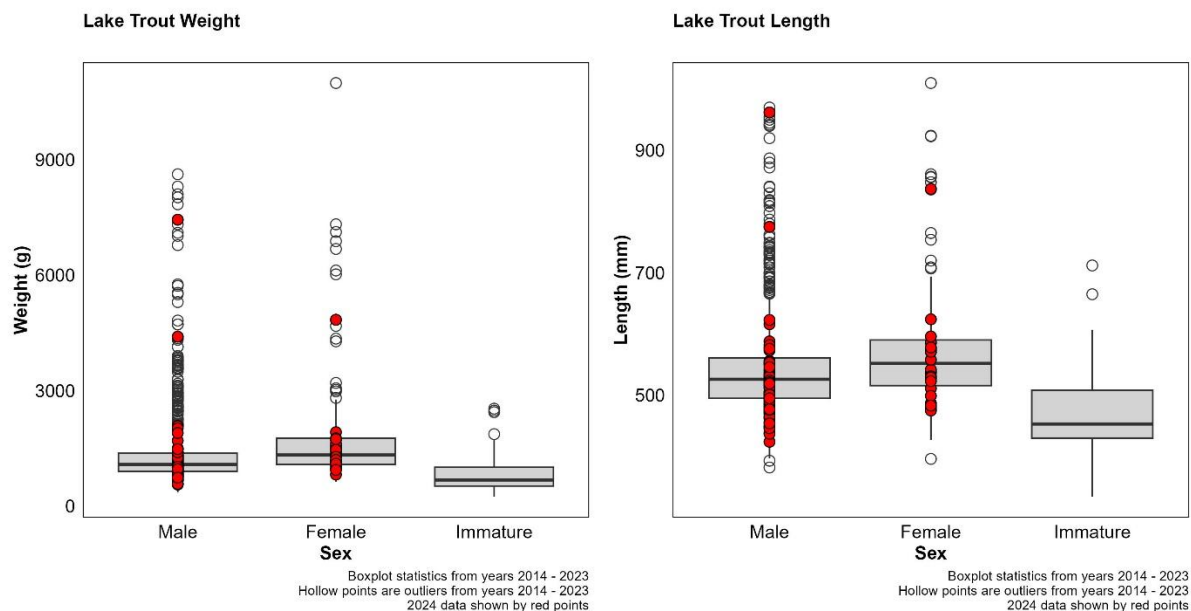 Lake Trout Weight
Weight (g)
9000
6000
3000
0
Male Female Immature
Sex
Boxplot statistics from years 2014 - 2023
Hollow points are outliers from years 2014 - 2023
2024 data shown by red points
Lake Trout Length
Length (mm)
900
700
500
Male Female Immature
Sex
Boxplot statistics from years 2014 - 2023
Hollow points are outliers from years 2014 - 2023
2024 data shown by red points